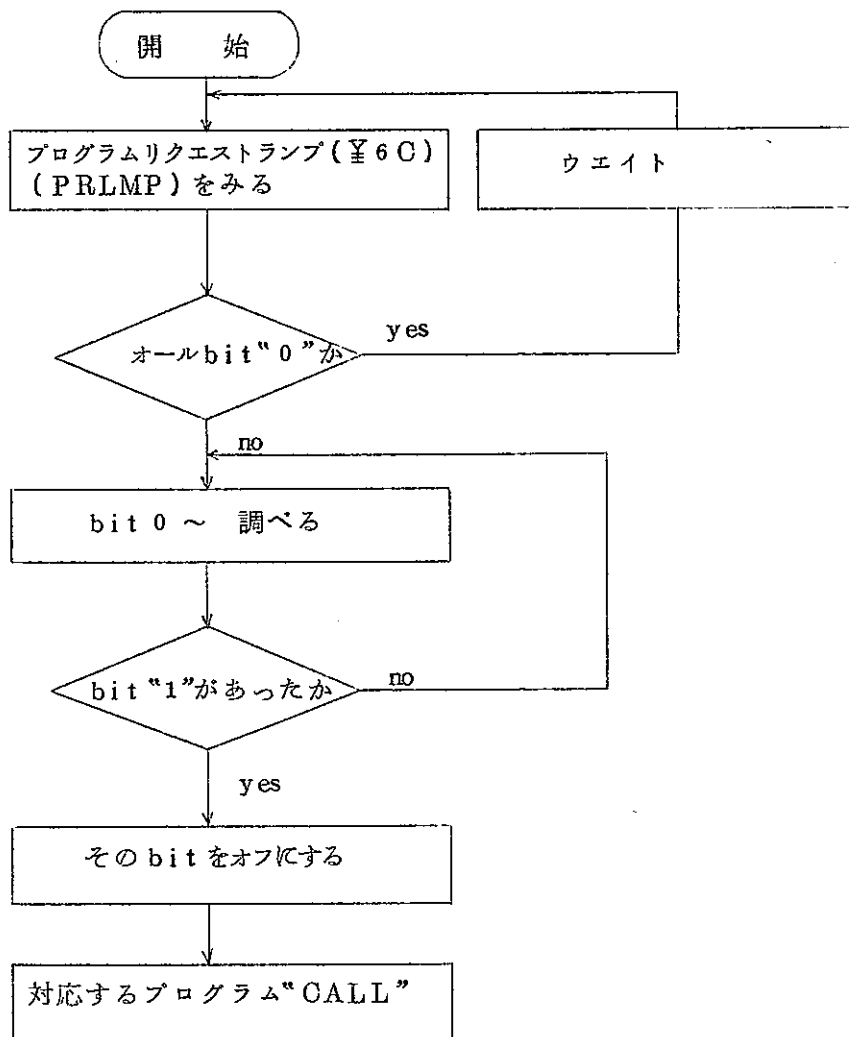 開 始
プログラムリクエストランプ(¥6C)
(PRLMP)をみる
ウエイト
オールbit“0”か
yes
no
bit 0 ～ 調べる
bit“1”があったか
no
yes
そのbitをオフにする
対応するプログラム“CALL”